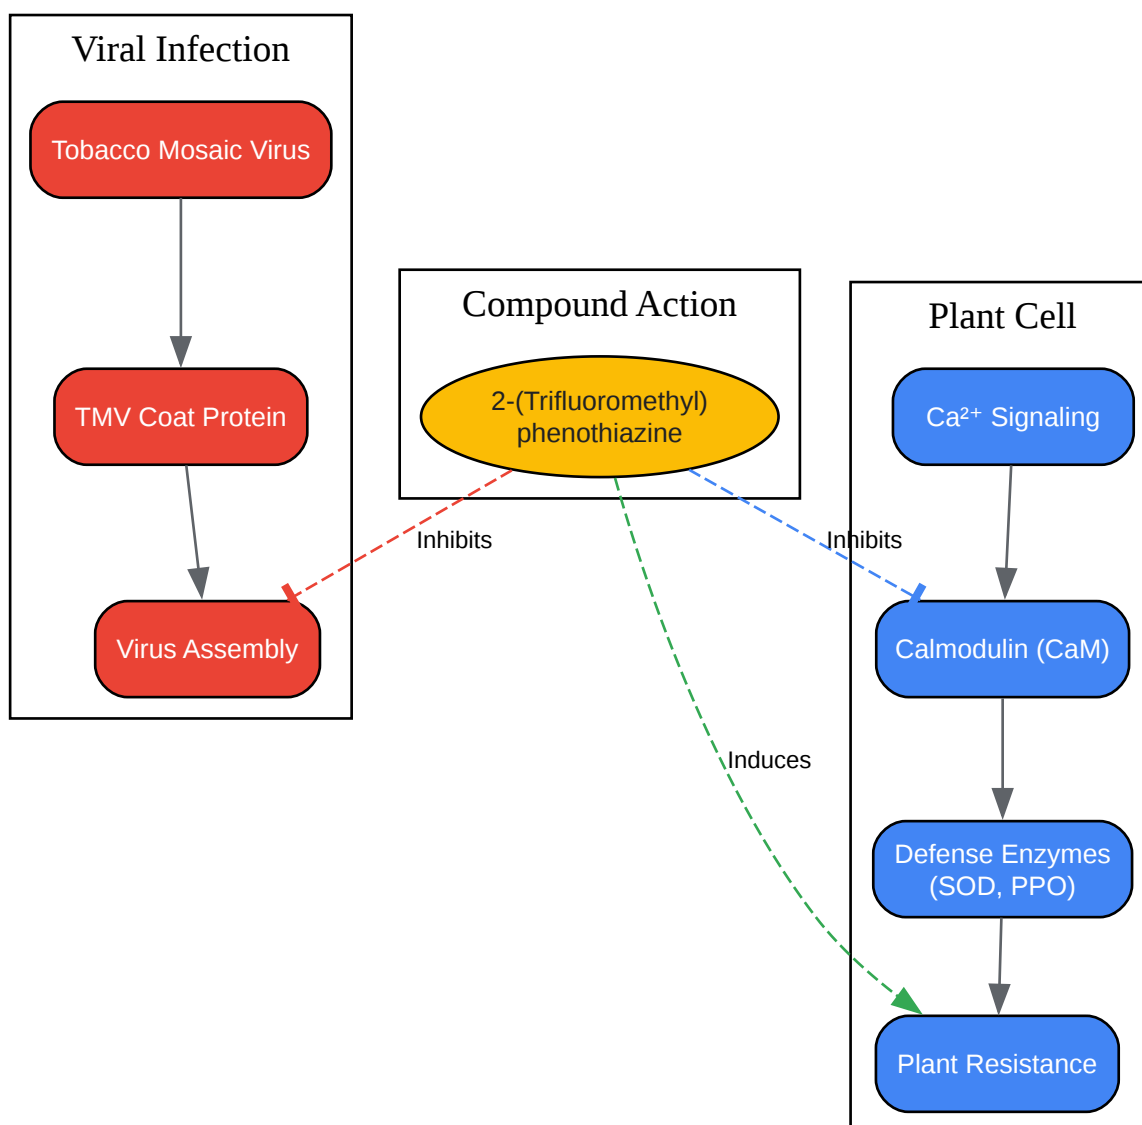 Viral Infection
Tobacco Mosaic Virus
TMV Coat Protein
Virus Assembly
Compound Action
2-(Trifluoromethyl)
phenothiazine
Inhibits
Inhibits
Induces
Plant Cell
Ca²⁺ Signaling
Calmodulin (CaM)
Defense Enzymes
(SOD, PPO)
Plant Resistance